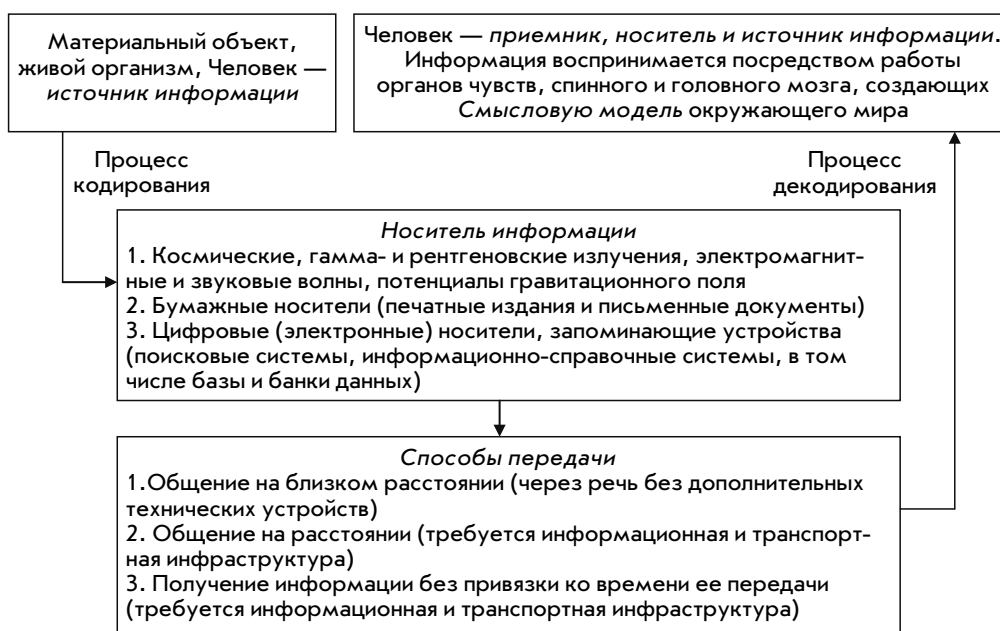 Материальный объект,
живой организм, Человек —
источник информации
Человек — приемник, носитель и источник информации.
Информация воспринимается посредством работы
органов чувств, спинного и головного мозга, создающих
Смысловую модель окружающего мира
Процесс
кодирования
Процесс
декодирования
Носитель информации
1. Космические, гамма- и рентгеновские излучения, электромагнит-
ные и звуковые волны, потенциалы гравитационного поля
2. Бумажные носители (печатные издания и письменные документы)
3. Цифровые (электронные) носители, запоминающие устройства
(поисковые системы, информационно-справочные системы, в том
числе базы и банки данных)
Способы передачи
1.Общение на близком расстоянии (через речь без дополнительных
технических устройств)
2. Общение на расстоянии (требуется информационная и транспорт-
ная инфраструктура)
3. Получение информации без привязки ко времени ее передачи
(требуется информационная и транспортная инфраструктура)